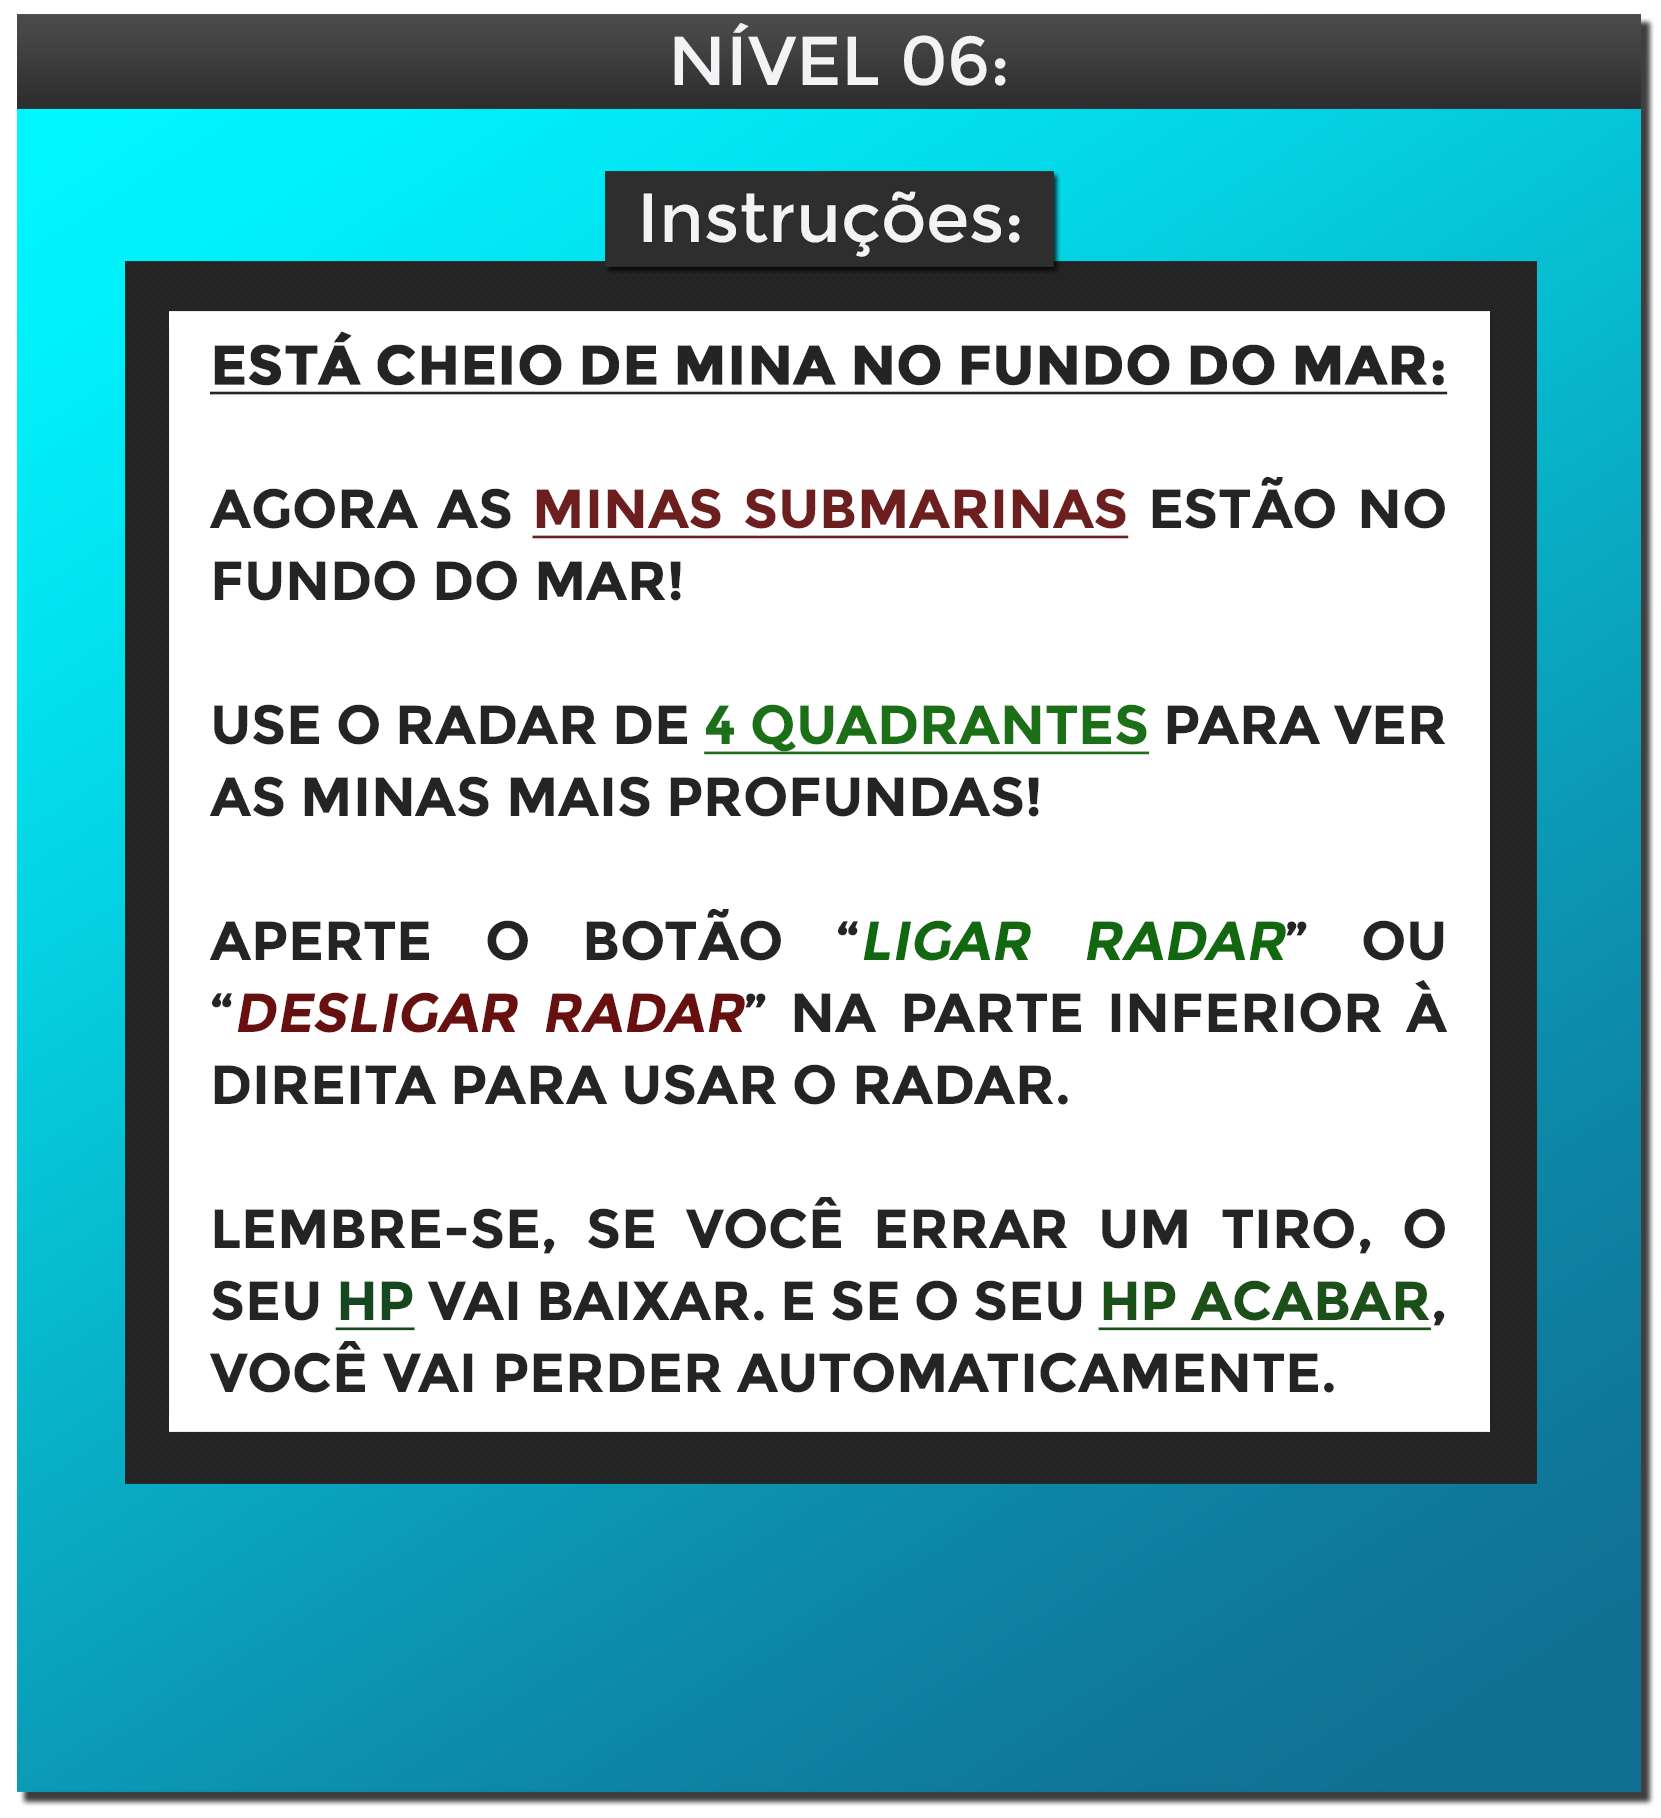 NÍVEL 06:
Instruções:
ESTÁ CHEIO DE MINA NO FUNDO DO MAR:
AGORA AS MINAS SUBMARINAS ESTÃO NO
FUNDO DO MAR!
USE O RADAR DE 4 QUADRANTES PARA VER
AS MINAS MAIS PROFUNDAS!
APERTE O BOTÃO “LIGAR RADAR” OU
“DESLIGAR RADAR” NA PARTE INFERIOR À
DIREITA PARA USAR O RADAR.
LEMBRE-SE, SE VOCÊ ERRAR UM TIRO, O
SEU HP VAI BAIXAR. E SE O SEU HP ACABAR,
VOCÊ VAI PERDER AUTOMATICAMENTE.